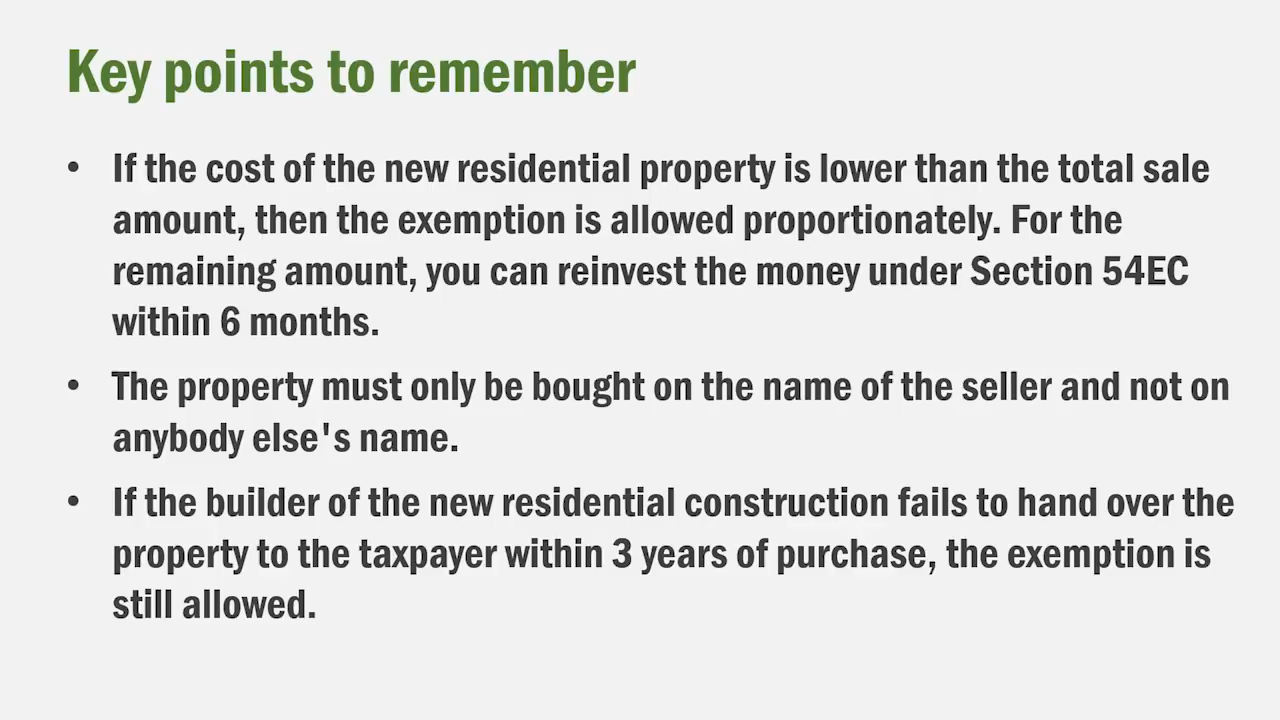 Key points to remember
• If the cost of the new residential property is lower than the total sale
amount, then the exemption is allowed proportionately. For the
remaining amount, you can reinvest the money under Section 54EC
within 6 months.
• The property must only be bought on the name of the seller and not on
anybody else's name.
• If the builder of the new residential construction fails to hand over the
property to the taxpayer within 3 years of purchase, the exemption is
still allowed.